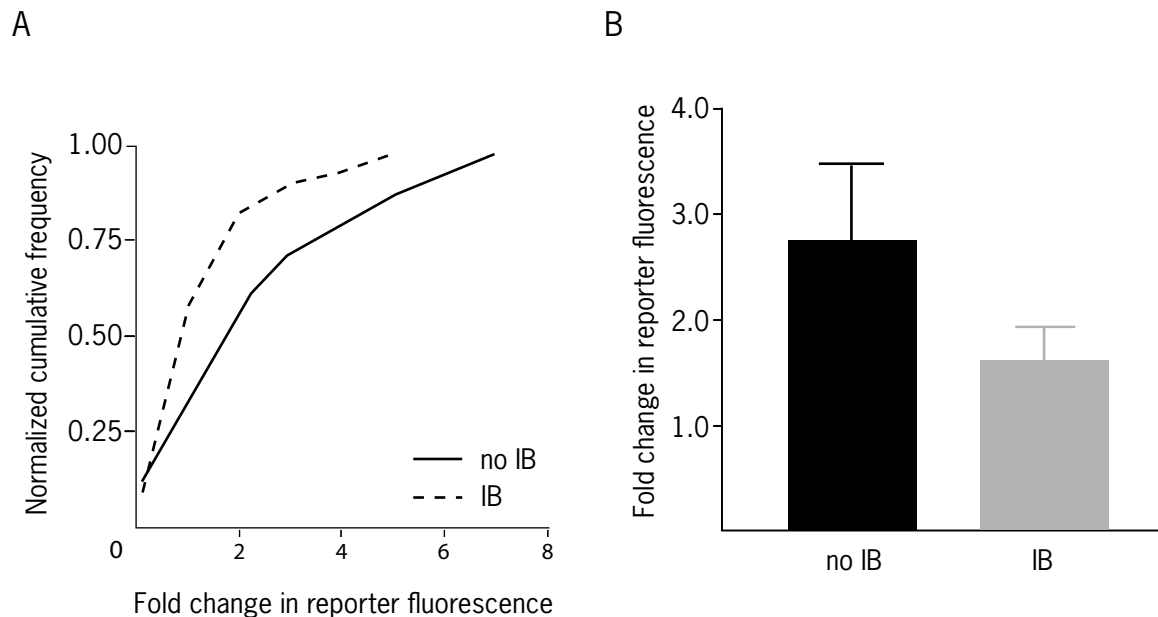 A
Normalized cumulative frequency
1.00
0.75
0.50
0.25
0
2
4
6
8
no IB
IB
Fold change in reporter fluorescence
B
Fold change in reporter fluorescence
4.0
3.0
2.0
1.0
no IB
IB